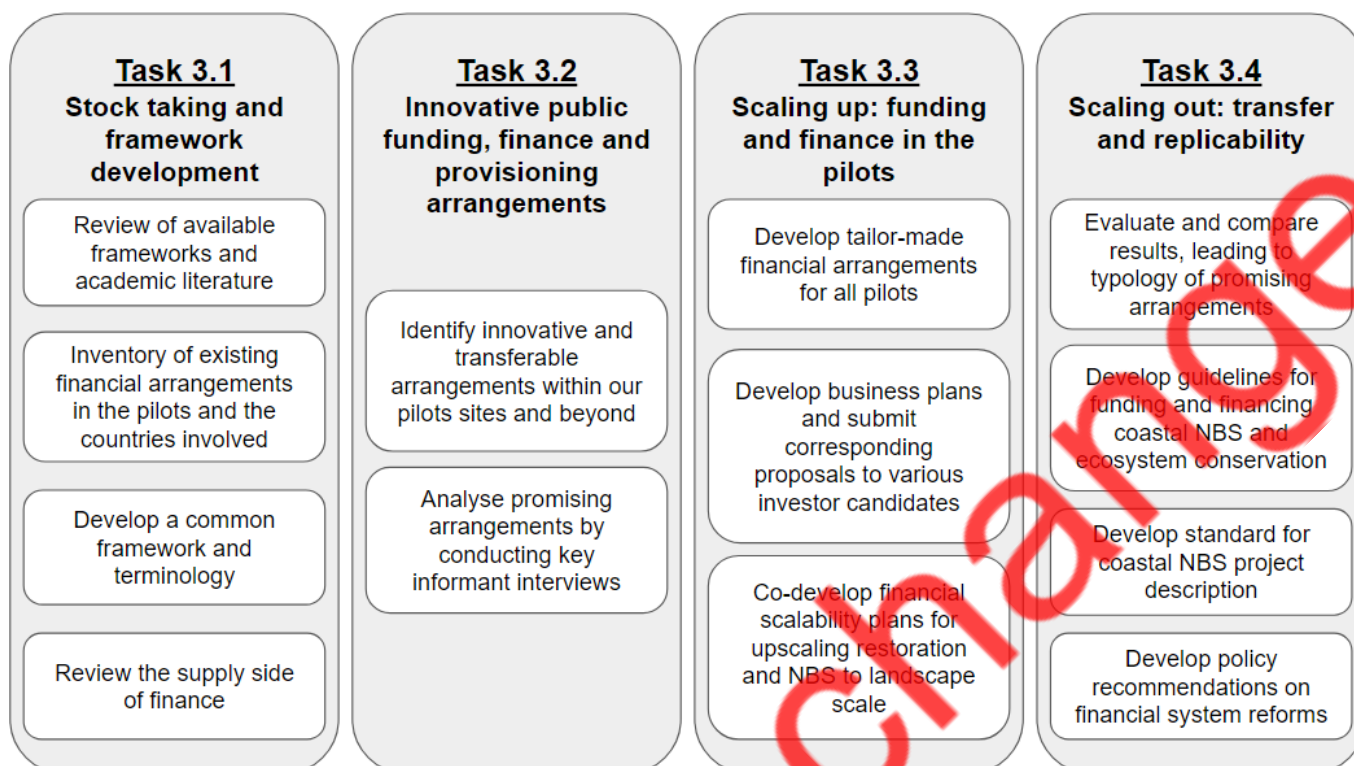 Task 3.1
Stock taking and
framework
development
Review of available
frameworks and
academic literature
Inventory of existing
financial arrangements
in the pilots and the
countries involved
Develop a common
framework and
terminology
Review the supply side
of finance
Task 3.2
Innovative public
funding, finance and
provisioning
arrangements
Identify innovative and
transferable
arrangements within our
pilots sites and beyond
Analyse promising
arrangements by
conducting key
informant interviews
Task 3.3
Scaling up: funding
and finance in the
pilots
Develop tailor-made
financial arrangements
for all pilots
Develop business plans
and submit
corresponding
proposals to various
investor candidates
Co-develop financial
scalability plans for
upscaling restoration
and NBS to landscape
scale
Task 3.4
Scaling out: transfer
and replicability
Evaluate and compare
results, leading to
typology of promising
arrangements
Develop guidelines for
funding and financing
coastal NBS and
ecosystem conservation
Develop standard for
coastal NBS project
description
Develop policy
recommendations on
financial system reforms
change